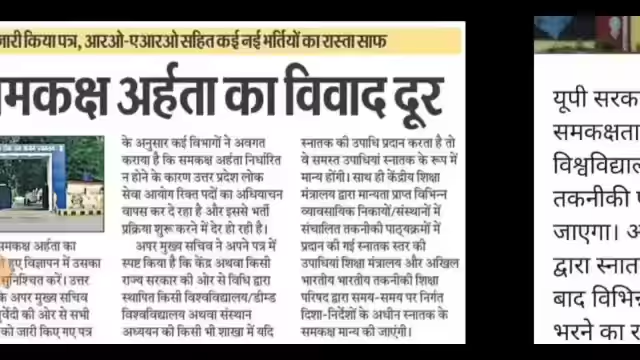 जारी किया पत्र, आरओ-एआरओ सहित कई नई भर्तियों का रास्ता साफ
समकक्ष अर्हता का विवाद दूर
समकक्ष अर्हता का
हुए विज्ञापन में उसका
सुनिश्चित करें। उत्तर
के अपर मुख्य सचिव
की ओर से सभी
को जारी किए गए पत्र
के अनुसार कई विभागों ने अवगत
कराया है कि समकक्ष अर्हता निर्धारित
न होने के कारण उत्तर प्रदेश लोक
सेवा आयोग रिक्त पदों का अधियाचन
वापस कर दे रहा है और इससे भर्ती
प्रक्रिया शुरू करने में देर हो रही है।
अपर मुख्य सचिव ने अपने पत्र में
स्पष्ट किया है कि केंद्र अथवा किसी
राज्य सरकार की ओर से विधि द्वारा
स्थापित किसी विश्वविद्यालय/डीम्ड
विश्वविद्यालय अथवा संस्थान
अध्ययन को किसी भी शाखा में यदि
स्नातक की उपाधि प्रदान करता है तो
वे समस्त उपाधियां स्नातक के रूप में
मान्य होंगी। साथ ही केंद्रीय शिक्षा
मंत्रालय द्वारा मान्यता प्राप्त विभिन्न
व्यावसायिक निकायों/संस्थानों में
संचालित तकनीकी पाठ्यक्रमों में
प्रदान की गई स्नातक स्तर की
उपाधियां शिक्षा मंत्रालय और अखिल
भारतीय भारतीय तकनीकी शिक्षा
परिषद द्वारा समय-समय पर निर्गत
दिशा-निर्देशों के अधीन स्नातक के
समकक्ष मान्य की जाएंगी।
यूपी सरका
समकक्षता
विश्वविद्याल
तकनीकी
जाएगा। अ
द्वारा स्नात
बाद विभिन्
भरने का र